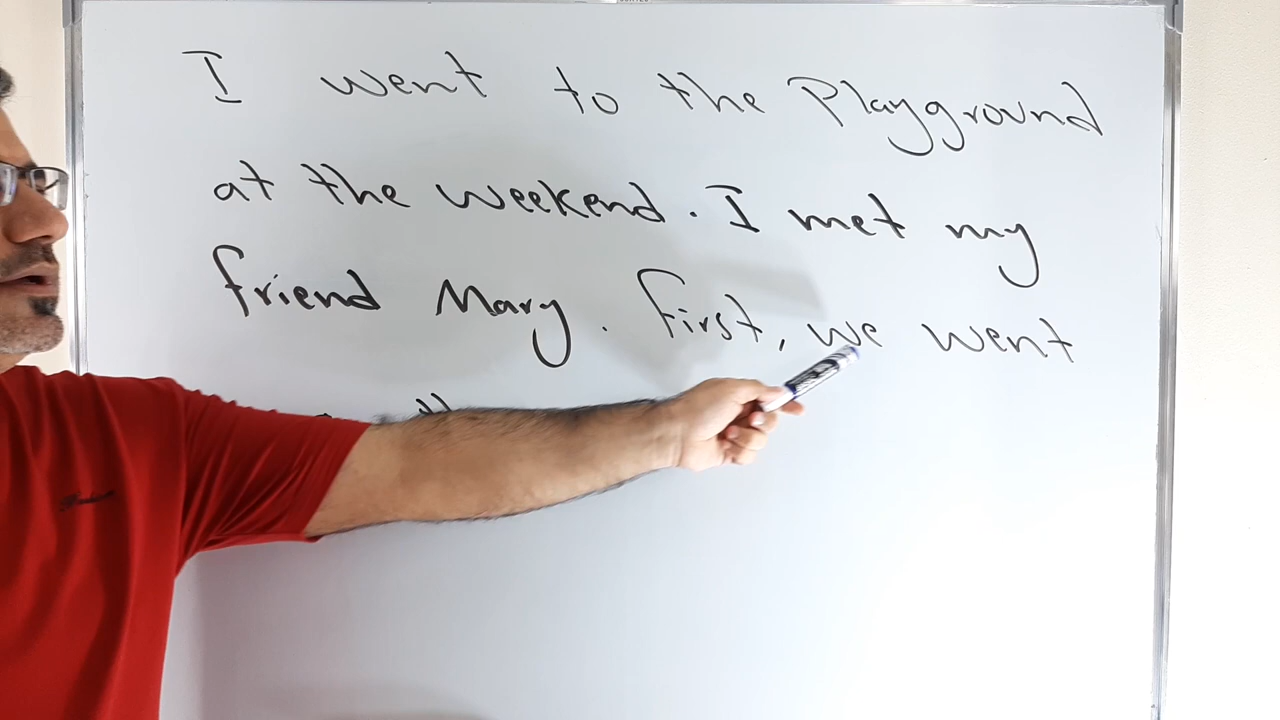 I went to the Playground
at the weekend. I met my
friend Mary. First, we went